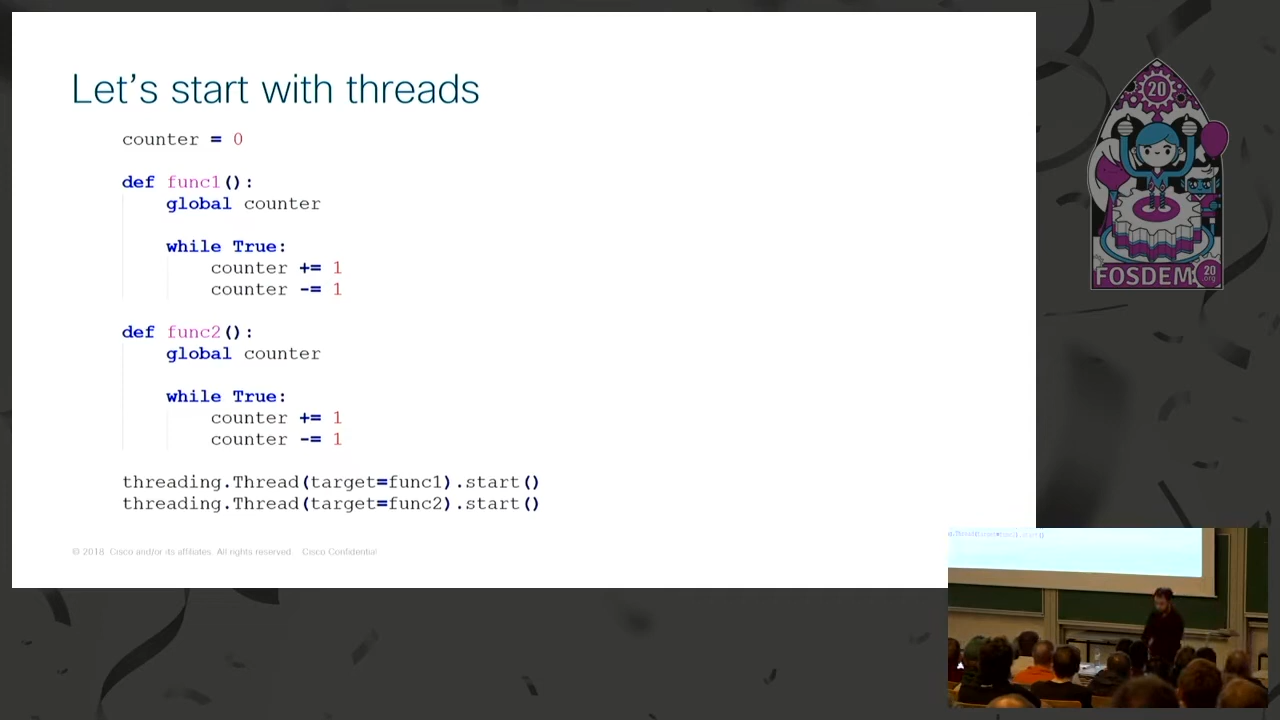 Let's start with threads
counter = 0
def func1():
global counter
while True:
counter += 1
counter -= 1
def func2():
global counter
while True:
counter += 1
counter -= 1
threading.Thread(target=func1).start()
threading.Thread(target=func2).start()
© 2018 Cisco and/or its affiliates. All rights reserved. Cisco Confidential
20
FOSDEM
20
.org